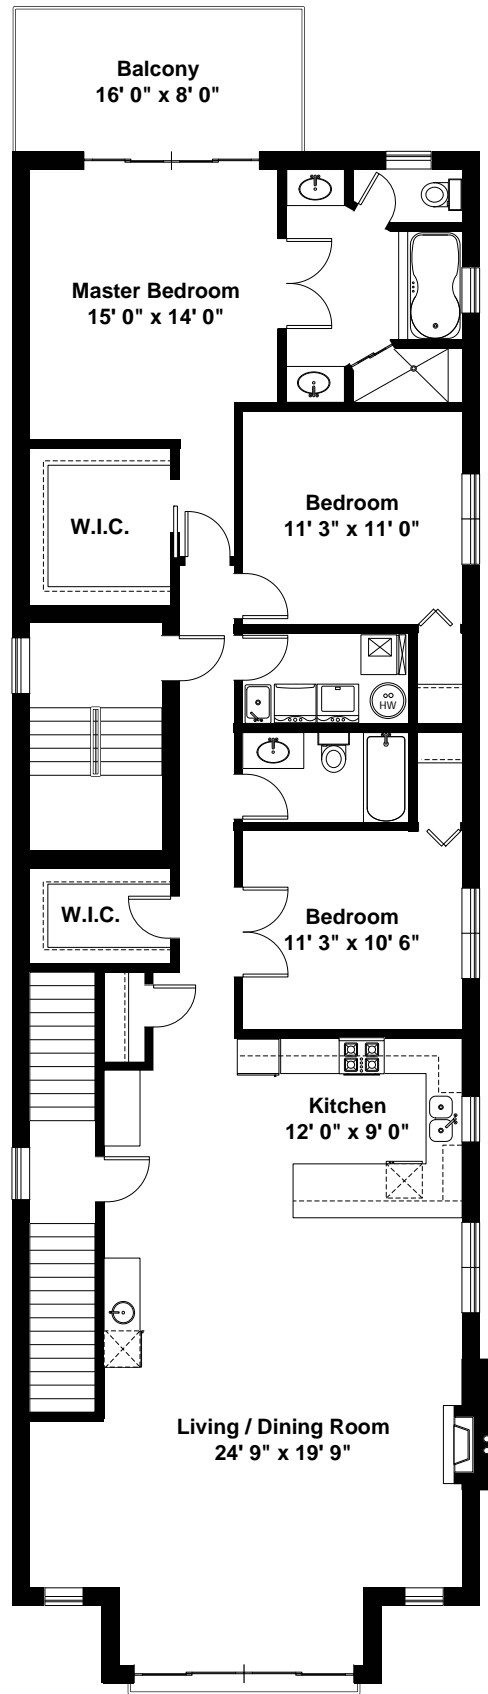 Balcony
16' 0" x 8' 0"
Master Bedroom
15' 0" x 14' 0"
Bedroom
11' 3" x 11' 0"
W.I.C.
HW
W.I.C.
Bedroom
11' 3" x 10' 6"
Kitchen
12' 0" x 9' 0"
Living / Dining Room
24' 9" x 19' 9"